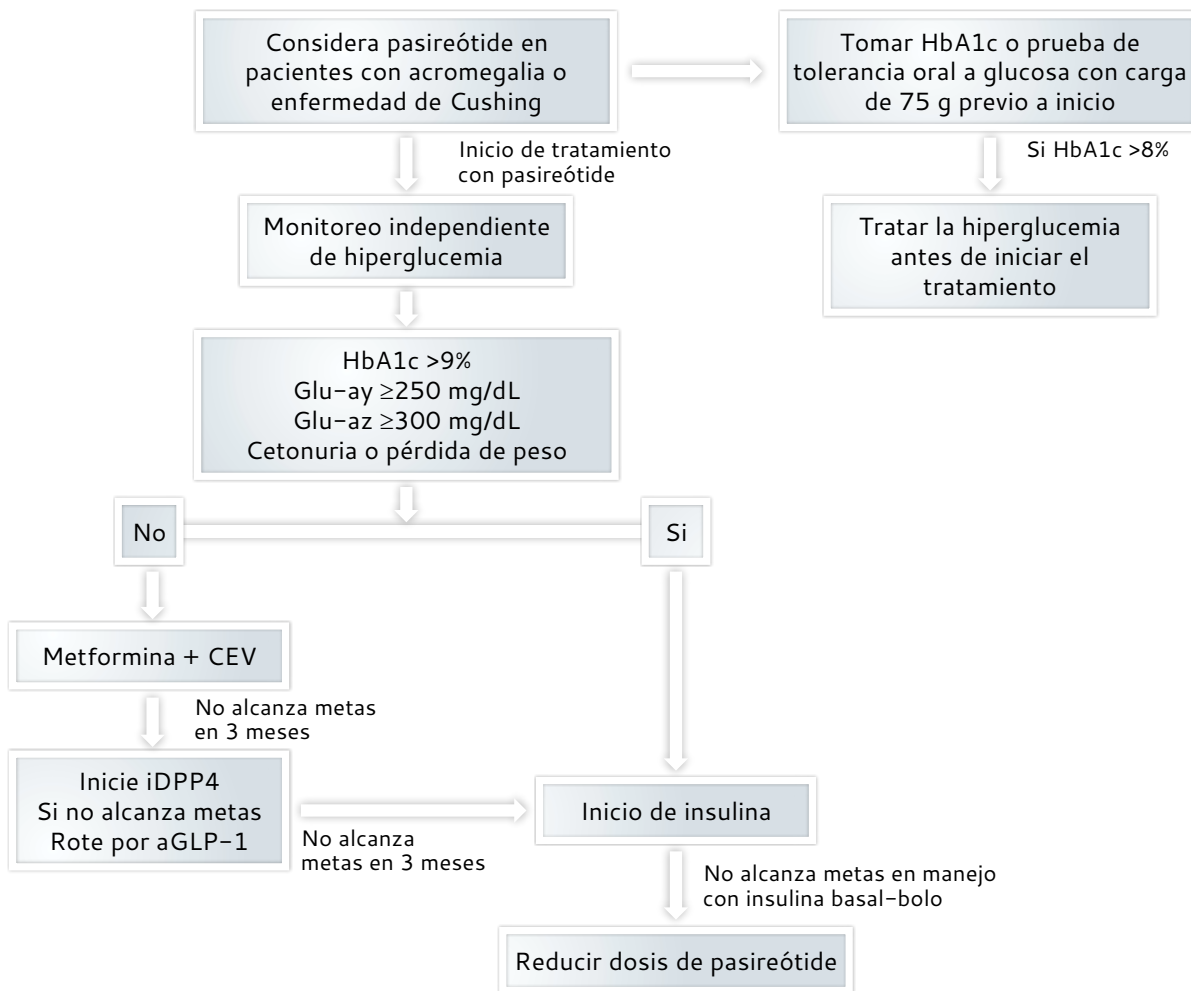 Considera pasireótide en
pacientes con acromegalia o
enfermedad de Cushing
Tomar HbA1c o prueba de
tolerancia oral a glucosa con carga
de 75 g previo a inicio
Inicio de tratamiento
con pasireótide
Si HbA1c >8%
Monitoreo independiente
de hiperglucemia
Tratar la hiperglucemia
antes de iniciar el
tratamiento
HbA1c >9%
Glu-ay ≥250 mg/dL
Glu-az ≥300 mg/dL
Cetonuria o pérdida de peso
No
Si
Metformina + CEV
No alcanza metas
en 3 meses
Inicie iDPP4
Si no alcanza metas
Rote por aGLP-1
No alcanza
metas en 3 meses
Inicio de insulina
No alcanza metas en manejo
con insulina basal-bolo
Reducir dosis de pasireótide